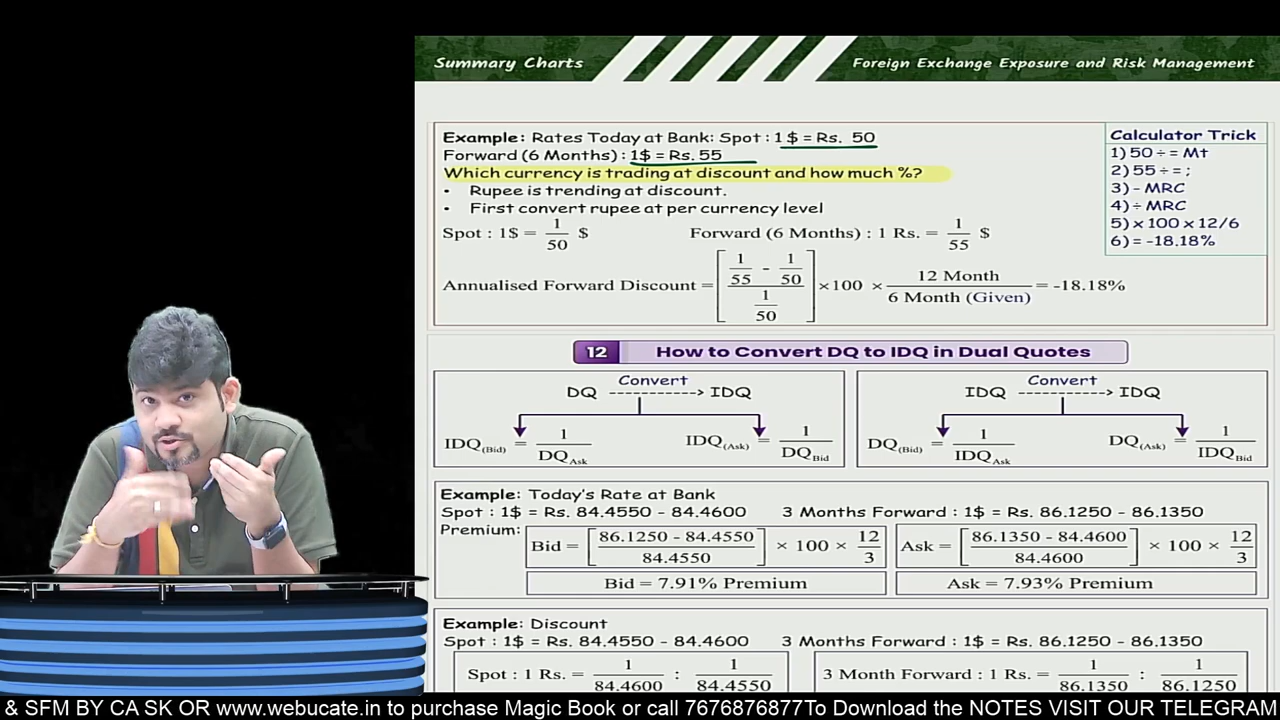 Summary Charts
Foreign Exchange Exposure and Risk Management
Example: Rates Today at Bank: Spot : 1 $ = Rs. 50
Forward (6 Months) : 1$ = Rs. 55
Which currency is trading at discount and how much %?
• Rupee is trending at discount.
• First convert rupee at per currency level
Spot : 1$ = 1/50 $ Forward (6 Months) : 1 Rs. = 1/55 $
Annualised Forward Discount = [(1/55 - 1/50) / (1/50)] ×100 × 12 Month / 6 Month (Given) = -18.18%
Calculator Trick
1) 50 ÷ = Mt
2) 55 ÷ = ;
3) - MRC
4) ÷ MRC
5) x 100 x 12/6
6) = -18.18%
12 How to Convert DQ to IDQ in Dual Quotes
Convert
DQ -----------> IDQ
IDQ(Bid) = 1/DQAsk IDQ(Ask) = 1/DQBid
Convert
IDQ -----------> IDQ
DQ(Bid) = 1/IDQAsk DQ(Ask) = 1/IDQBid
Example: Today's Rate at Bank
Spot : 1$ = Rs. 84.4550 - 84.4600 3 Months Forward : 1$ = Rs. 86.1250 - 86.1350
Premium: Bid = [(86.1250 - 84.4550) / 84.4550] × 100 × 12/3 Ask = [(86.1350 - 84.4600) / 84.4600] × 100 × 12/3
Bid = 7.91% Premium Ask = 7.93% Premium
Example: Discount
Spot : 1$ = Rs. 84.4550 - 84.4600 3 Months Forward : 1$ = Rs. 86.1250 - 86.1350
Spot : 1 Rs. = 1/84.4600 : 1/84.4550 3 Month Forward : 1 Rs. = 1/86.1350 : 1/86.1250
& SFM BY CA SK OR www.webucate.in to purchase Magic Book or call 7676876877To Download the NOTES VISIT OUR TELEGRAM